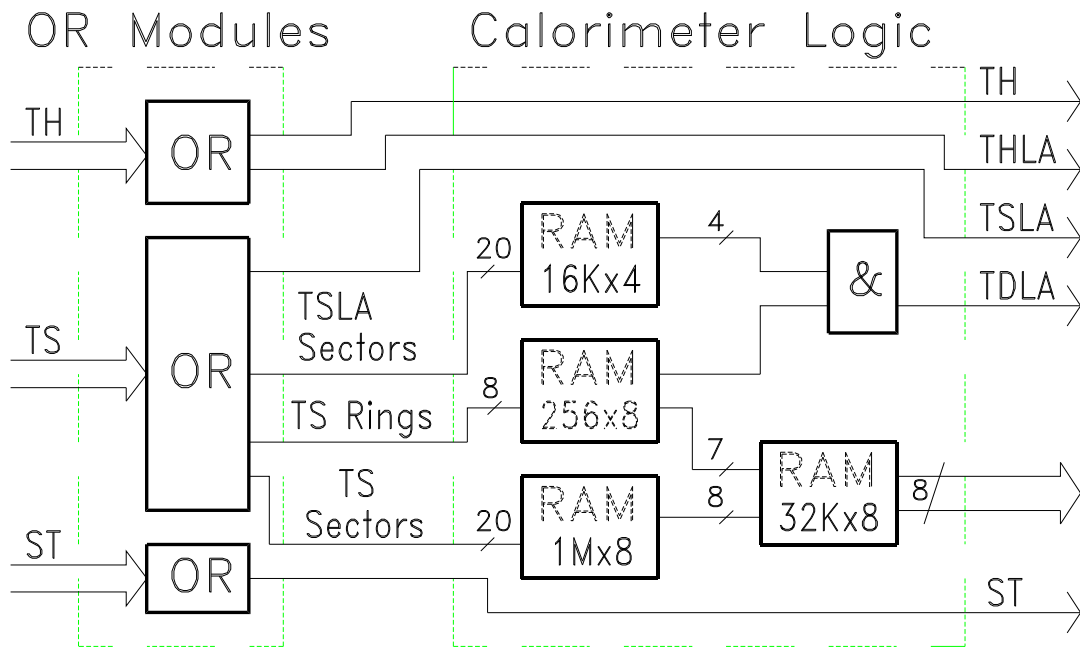 OR Modules
Calorimeter Logic
TH
OR
TH
THLA
TSLA
TDLA
RAM
16Kx4
20
4
&
TSLA
Sectors
TS
OR
RAM
256x8
8
TS Rings
7
RAM
32Kx8
8
8
TS
Sectors
20
RAM
1Mx8
ST
OR
ST